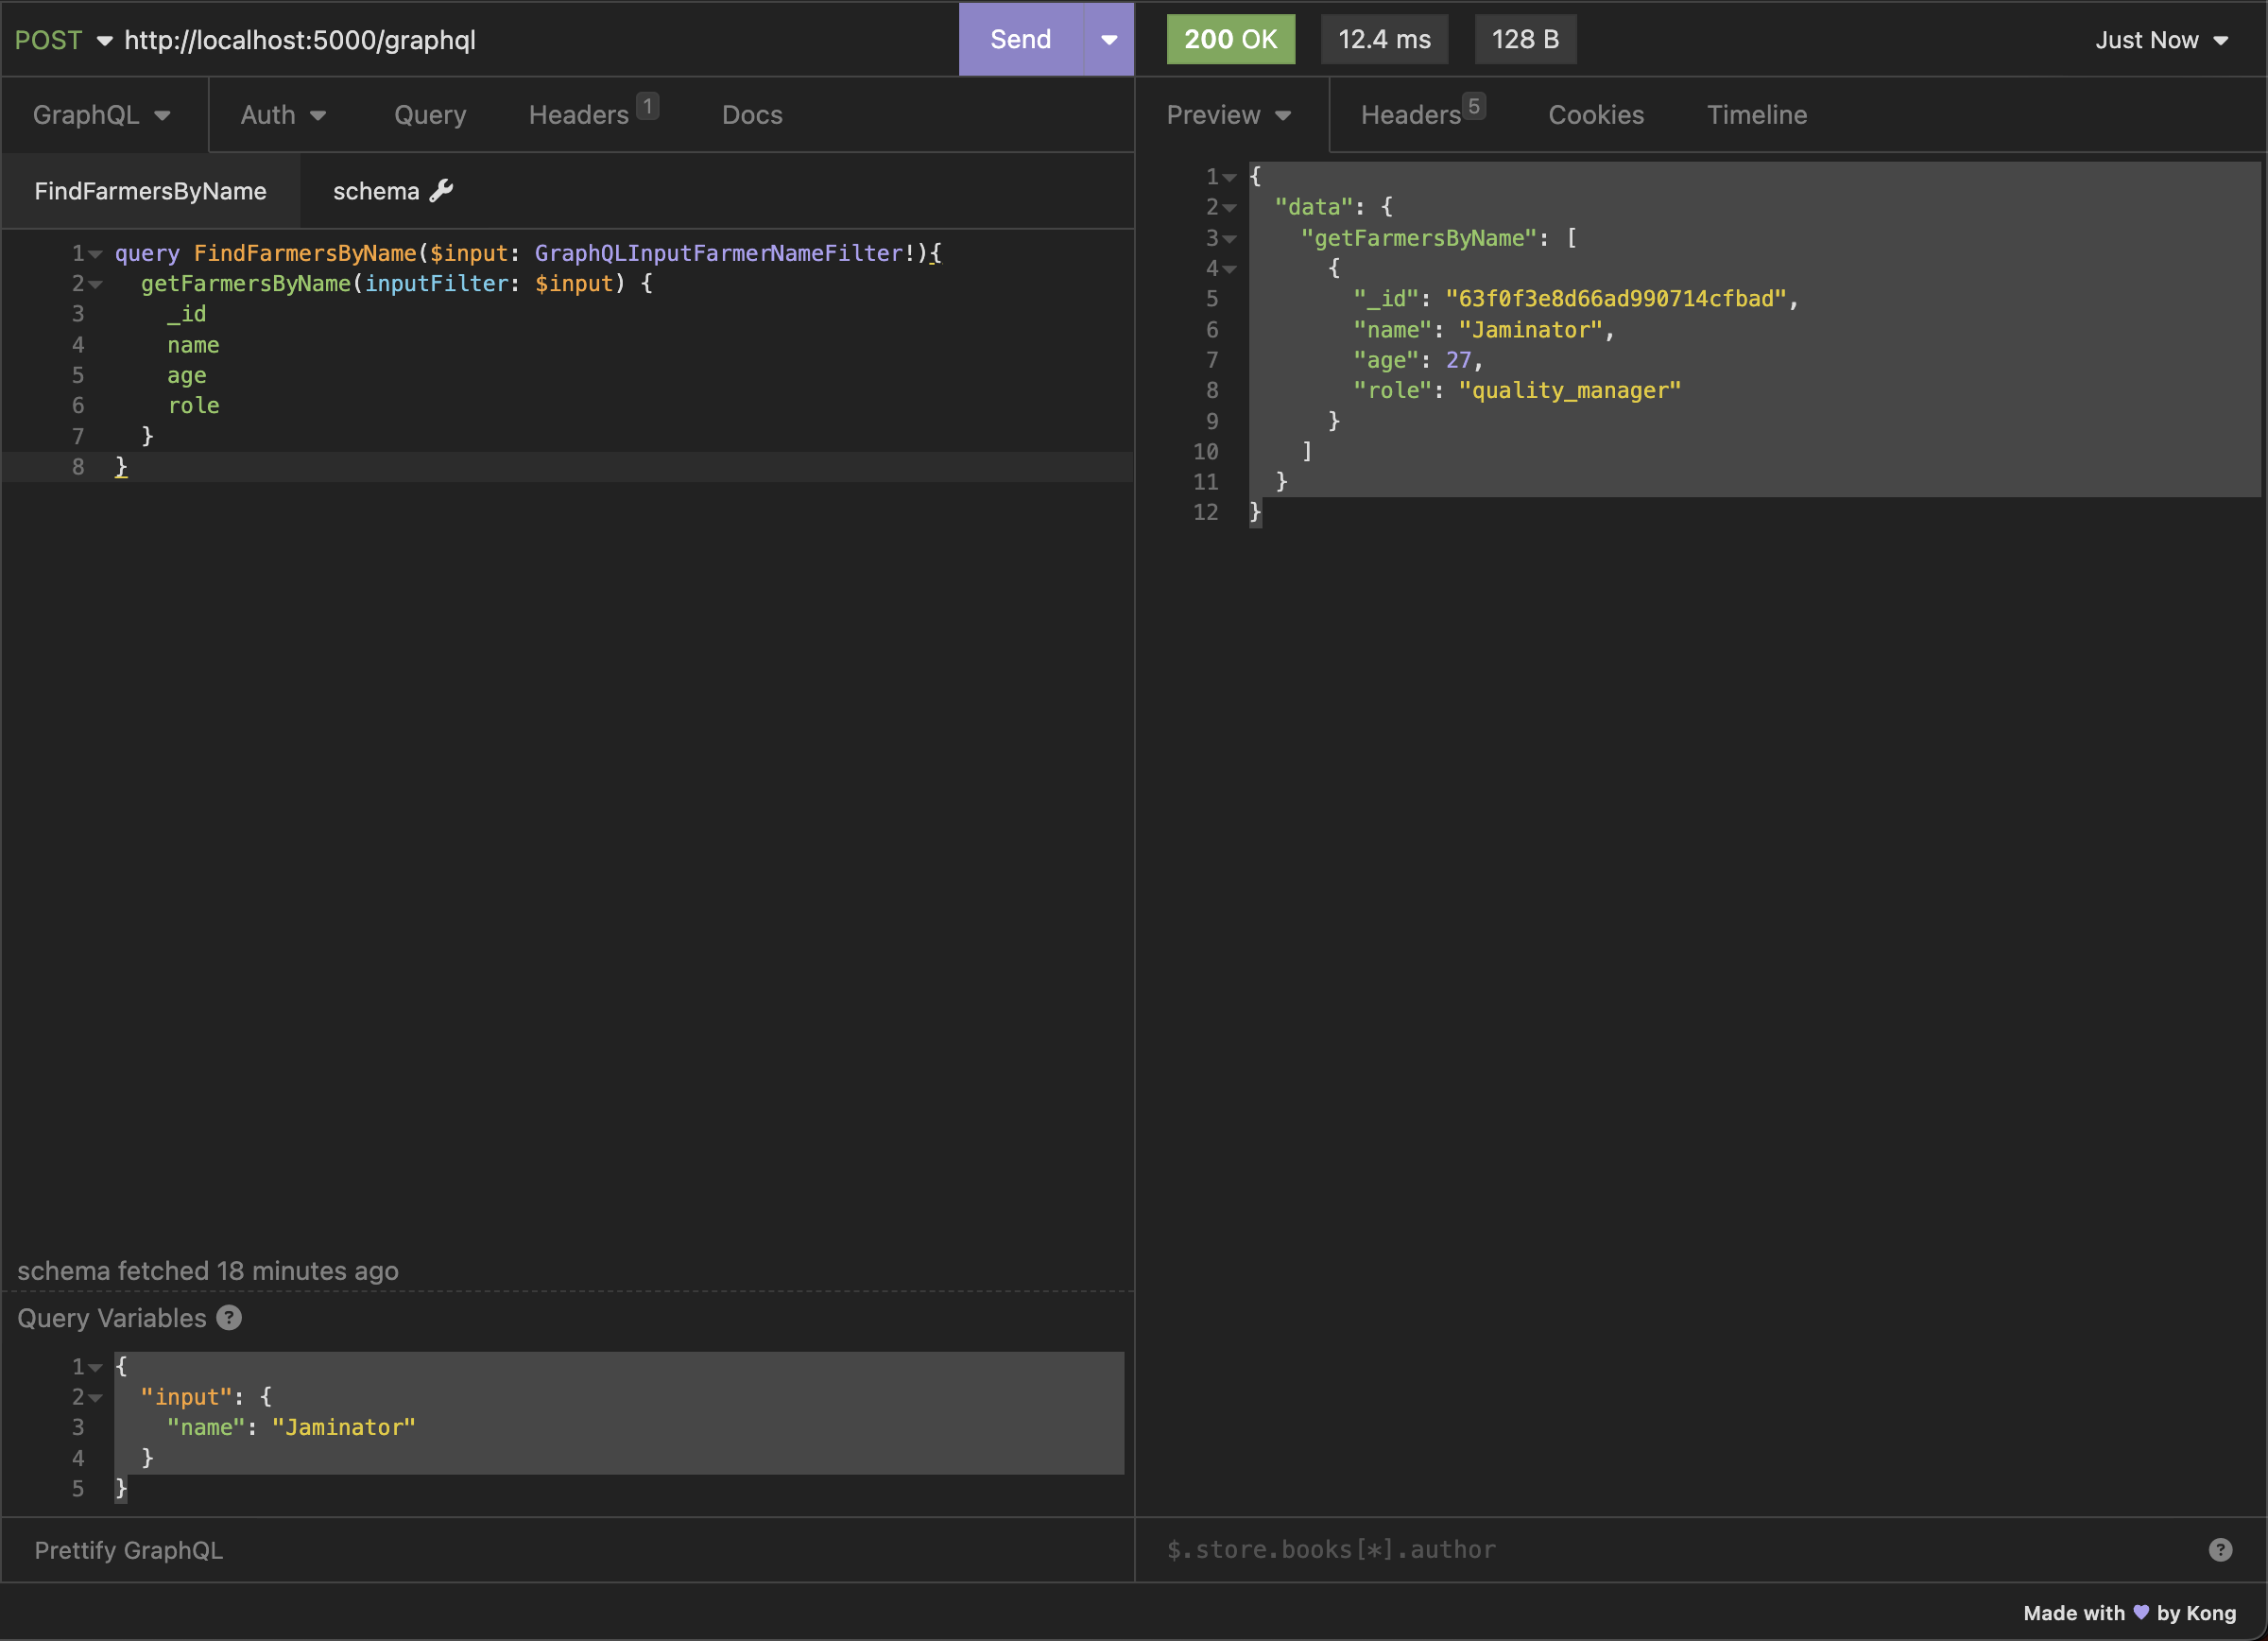 POST http://localhost:5000/graphql Send
200 OK 12.4 ms 128 B Just Now
GraphQL Auth Query Headers 1 Docs
Preview Headers 5 Cookies Timeline
FindFarmersByName schema
1 query FindFarmersByName($input: GraphQLInputFarmerNameFilter!){
2 getFarmersByName(inputFilter: $input) {
3 _id
4 name
5 age
6 role
7 }
8 }
schema fetched 18 minutes ago
Query Variables ?
1 {
2 "input": {
3 "name": "Jaminator"
4 }
5 }
Prettify GraphQL
1 {
2 "data": {
3 "getFarmersByName": [
4 {
5 "_id": "63f0f3e8d66ad990714cfbad",
6 "name": "Jaminator",
7 "age": 27,
8 "role": "quality_manager"
9 }
10 ]
11 }
12 }
$.store.books[*].author ?
Made with 💜 by Kong